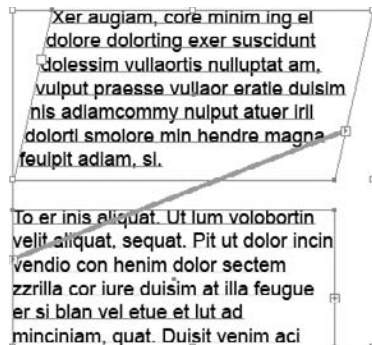 Xer augiam, core minim ing el
dolore dolorting exer suscidunt
dolessim vullaortis nulluptat am,
vulput praesse vullaor eratie duisim
nis adiamcommy nulput atuer iril
dolorti smolore min hendre magna
feuipit adiam, si.
To er inis aliquat. Ut lum volobortin
velit aliquat, sequat. Pit ut dolor incin
vendio con henim dolor sectem
zzrilla cor iure duisim at illa feugue
er si blan vel etue et lut ad
minciniam, quat. Duisit venim aci